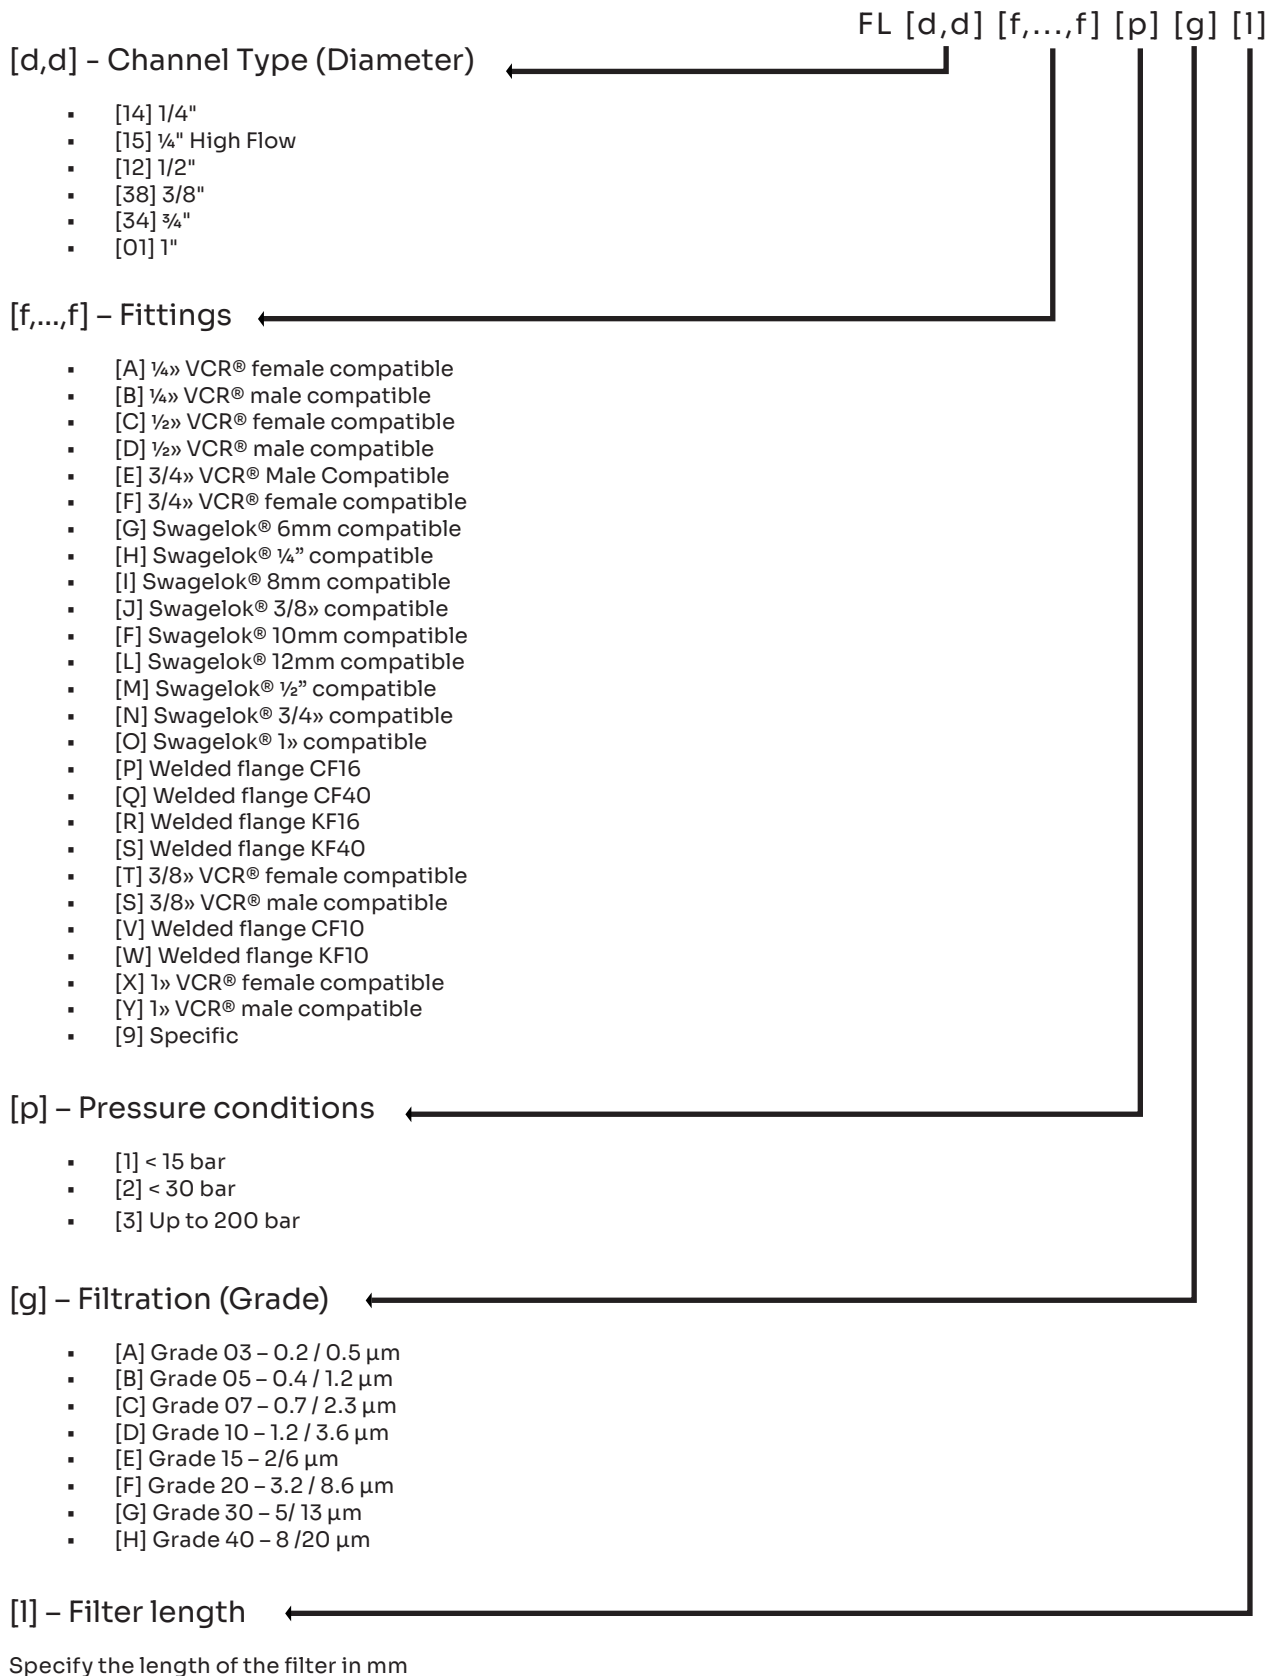 FL [d,d] [f,...,f] [p] [g] [l]
[d,d] - Channel Type (Diameter)
▪ [14] 1/4"
▪ [15] ¼" High Flow
▪ [12] 1/2"
▪ [38] 3/8"
▪ [34] ¾"
▪ [01] 1"
[f,...,f] – Fittings
▪ [A] ¼» VCR® female compatible
▪ [B] ¼» VCR® male compatible
▪ [C] ½» VCR® female compatible
▪ [D] ½» VCR® male compatible
▪ [E] 3/4» VCR® Male Compatible
▪ [F] 3/4» VCR® female compatible
▪ [G] Swagelok® 6mm compatible
▪ [H] Swagelok® ¼” compatible
▪ [I] Swagelok® 8mm compatible
▪ [J] Swagelok® 3/8» compatible
▪ [F] Swagelok® 10mm compatible
▪ [L] Swagelok® 12mm compatible
▪ [M] Swagelok® ½” compatible
▪ [N] Swagelok® 3/4» compatible
▪ [O] Swagelok® 1» compatible
▪ [P] Welded flange CF16
▪ [Q] Welded flange CF40
▪ [R] Welded flange KF16
▪ [S] Welded flange KF40
▪ [T] 3/8» VCR® female compatible
▪ [S] 3/8» VCR® male compatible
▪ [V] Welded flange CF10
▪ [W] Welded flange KF10
▪ [X] 1» VCR® female compatible
▪ [Y] 1» VCR® male compatible
▪ [9] Specific
[p] – Pressure conditions
▪ [1] < 15 bar
▪ [2] < 30 bar
▪ [3] Up to 200 bar
[g] – Filtration (Grade)
▪ [A] Grade 03 – 0.2 / 0.5 µm
▪ [B] Grade 05 – 0.4 / 1.2 µm
▪ [C] Grade 07 – 0.7 / 2.3 µm
▪ [D] Grade 10 – 1.2 / 3.6 µm
▪ [E] Grade 15 – 2/6 µm
▪ [F] Grade 20 – 3.2 / 8.6 µm
▪ [G] Grade 30 – 5/ 13 µm
▪ [H] Grade 40 – 8 /20 µm
[l] – Filter length
Specify the length of the filter in mm